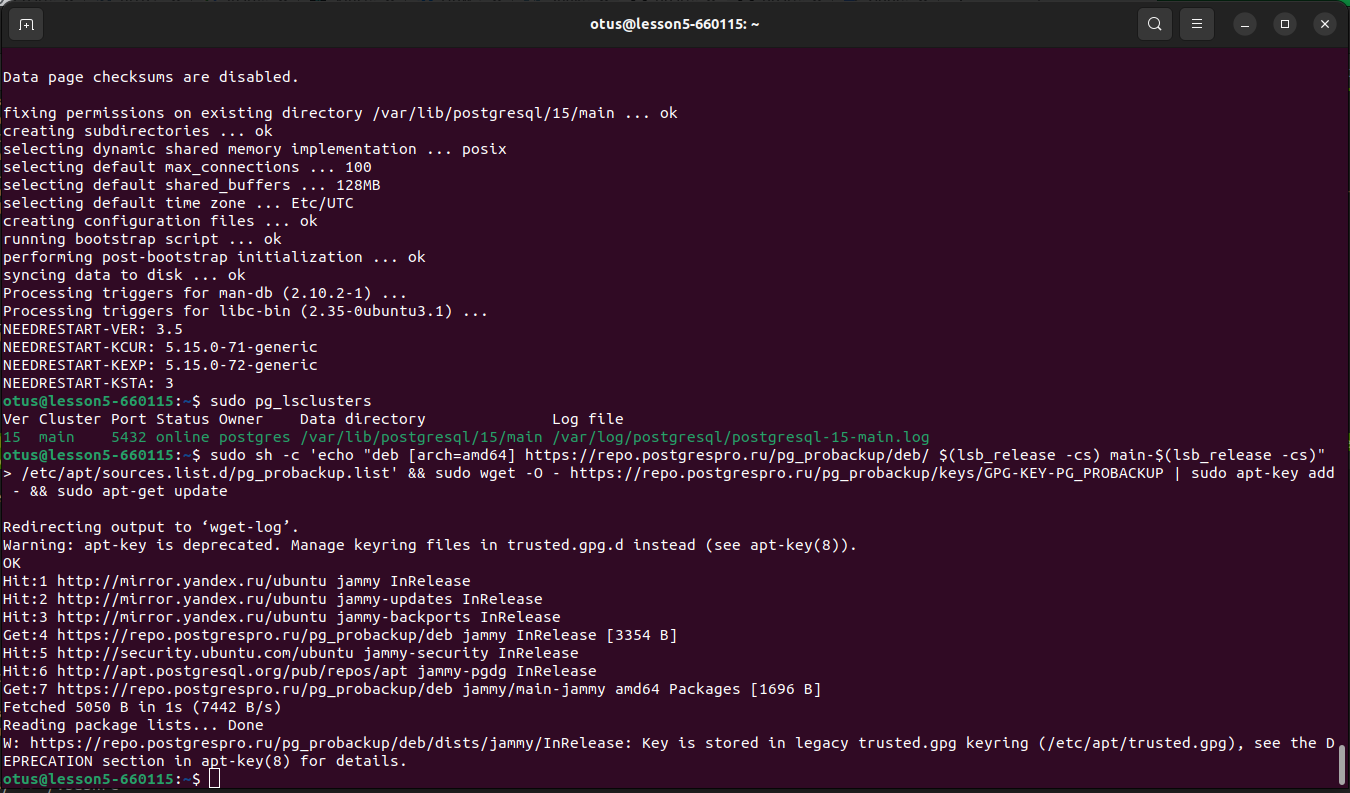 otus@lesson5-660115: ~
Data page checksums are disabled.
fixing permissions on existing directory /var/lib/postgresql/15/main ... ok
creating subdirectories ... ok
selecting dynamic shared memory implementation ... posix
selecting default max_connections ... 100
selecting default shared_buffers ... 128MB
selecting default time zone ... Etc/UTC
creating configuration files ... ok
running bootstrap script ... ok
performing post-bootstrap initialization ... ok
syncing data to disk ... ok
Processing triggers for man-db (2.10.2-1) ...
Processing triggers for libc-bin (2.35-0ubuntu3.1) ...
NEEDRESTART-VER: 3.5
NEEDRESTART-KCUR: 5.15.0-71-generic
NEEDRESTART-KEXP: 5.15.0-72-generic
NEEDRESTART-KSTA: 3
otus@lesson5-660115:~$ sudo pg_lsclusters
Ver Cluster Port Status Owner    Data directory              Log file
15  main    5432 online postgres /var/lib/postgresql/15/main /var/log/postgresql/postgresql-15-main.log
otus@lesson5-660115:~$ sudo sh -c 'echo "deb [arch=amd64] https://repo.postgrespro.ru/pg_probackup/deb/ $(lsb_release -cs) main-$(lsb_release -cs)"
> /etc/apt/sources.list.d/pg_probackup.list' && sudo wget -O - https://repo.postgrespro.ru/pg_probackup/keys/GPG-KEY-PG_PROBACKUP | sudo apt-key add
 - && sudo apt-get update
Redirecting output to ‘wget-log’.
Warning: apt-key is deprecated. Manage keyring files in trusted.gpg.d instead (see apt-key(8)).
OK
Hit:1 http://mirror.yandex.ru/ubuntu jammy InRelease
Hit:2 http://mirror.yandex.ru/ubuntu jammy-updates InRelease
Hit:3 http://mirror.yandex.ru/ubuntu jammy-backports InRelease
Get:4 https://repo.postgrespro.ru/pg_probackup/deb jammy InRelease [3354 B]
Hit:5 http://security.ubuntu.com/ubuntu jammy-security InRelease
Hit:6 http://apt.postgresql.org/pub/repos/apt jammy-pgdg InRelease
Get:7 https://repo.postgrespro.ru/pg_probackup/deb jammy/main-jammy amd64 Packages [1696 B]
Fetched 5050 B in 1s (7442 B/s)
Reading package lists... Done
W: https://repo.postgrespro.ru/pg_probackup/deb/dists/jammy/InRelease: Key is stored in legacy trusted.gpg keyring (/etc/apt/trusted.gpg), see the D
EPRECATION section in apt-key(8) for details.
otus@lesson5-660115:~$